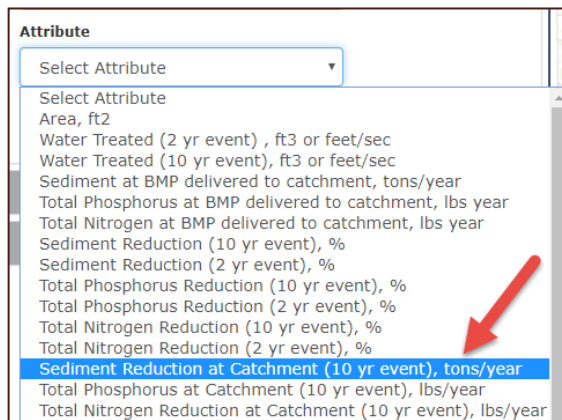 Attribute
Select Attribute
Select Attribute
Area, ft2
Water Treated (2 yr event) , ft3 or feet/sec
Water Treated (10 yr event), ft3 or feet/sec
Sediment at BMP delivered to catchment, tons/year
Total Phosphorus at BMP delivered to catchment, lbs year
Total Nitrogen at BMP delivered to catchment, lbs year
Sediment Reduction (10 yr event), %
Sediment Reduction (2 yr event), %
Total Phosphorus Reduction (10 yr event), %
Total Phosphorus Reduction (2 yr event), %
Total Nitrogen Reduction (10 yr event), %
Total Nitrogen Reduction (2 yr event), %
Sediment Reduction at Catchment (10 yr event), tons/year
Total Phosphorus at Catchment (10 yr event), lbs/year
Total Nitrogen Reduction at Catchment (10 yr event), lbs/year